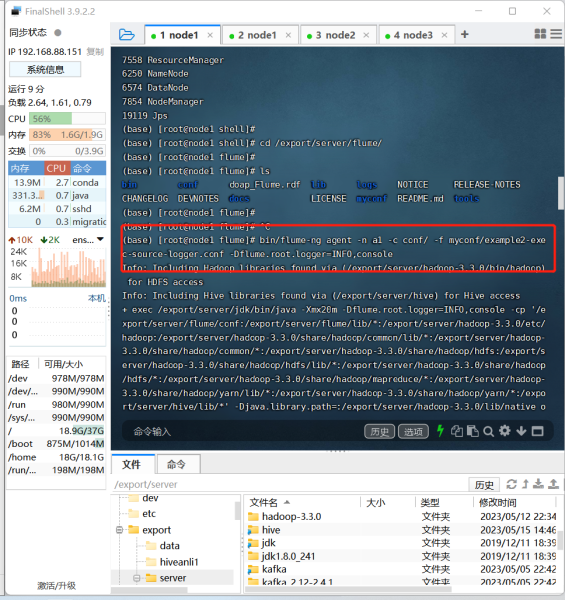 FinalShell 3.9.2.2
同步状态
IP 192.168.88.151 复制
系统信息
运行 9 分
负载 2.64, 1.61, 0.79
CPU 56%
内存 83% 1.6G/1.9G
交换 0% 0/3.9G
内存 CPU 命令
13.9M 2.7 conda
331.3... 0.7 java
6.2M 0.7 sshd
0 0.3 migratic
10K 2K ens...
24K
16K
8K
0ms 本机
0
0
0
路径 可用/大小
/dev 978M/978M
/dev/... 990M/990M
/run 980M/990M
/sys/... 990M/990M
/ 18.9G/37G
/boot 875M/1014M
/home 18G/18.1G
/run/... 198M/198M
激活/升级
1 node1
2 node1
3 node2
4 node3
7558 ResourceManager
6250 NameNode
6574 DataNode
7854 NodeManager
19119 Jps
(base) [root@node1 shell]#
(base) [root@node1 shell]# cd /export/server/flume/
(base) [root@node1 flume]#
(base) [root@node1 flume]# ls
bin conf doap_Flume.rdf lib logs NOTICE RELEASE-NOTES
CHANGELOG DEVNOTES docs LICENSE myconf README.md tools
(base) [root@node1 flume]#
(base) [root@node1 flume]# ^C
(base) [root@node1 flume]# bin/flume-ng agent -n a1 -c conf/ -f myconf/example2-exe
c-source-logger.conf -Dflume.root.logger=INFO,console
Info: Including Hadoop libraries found via (/export/server/hadoop-3.3.0/bin/hadoop)
for HDFS access
Info: Including Hive libraries found via (/export/server/hive) for Hive access
+ exec /export/server/jdk/bin/java -Xmx20m -Dflume.root.logger=INFO,console -cp '/e
xport/server/flume/conf:/export/server/flume/lib/*:/export/server/hadoop-3.3.0/etc/
hadoop:/export/server/hadoop-3.3.0/share/hadoop/common/lib/*:/export/server/hadoop-
3.3.0/share/hadoop/common/*:/export/server/hadoop-3.3.0/share/hadoop/hdfs:/export/s
erver/hadoop-3.3.0/share/hadoop/hdfs/lib/*:/export/server/hadoop-3.3.0/share/hadoop
/hdfs/*:/export/server/hadoop-3.3.0/share/hadoop/mapreduce/*:/export/server/hadoop-
3.3.0/share/hadoop/yarn/lib/*:/export/server/hadoop-3.3.0/share/hadoop/yarn/*:/expo
rt/server/hive/lib/*' -Djava.library.path=:/export/server/hadoop-3.3.0/lib/native o
命令输入 历史 选项
文件 命令
/export/server 历史
dev
etc
export
data
hiveanli1
server
文件名 大小 类型 修改时间
hadoop-3.3.0 文件夹 2023/05/12 22:34
hive 文件夹 2023/05/15 14:46
jdk 文件夹 2019/12/11 18:39
jdk1.8.0_241 文件夹 2019/12/11 18:39
kafka 文件夹 2023/05/05 22:42
kafka_2.12-2.4.1 文件夹 2023/05/05 22:42